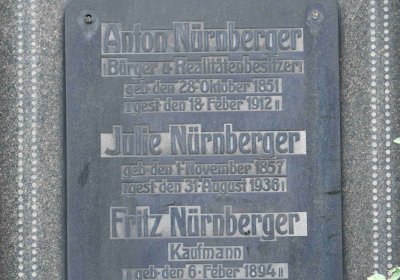 Anton Nürnberger
Bürger u. Realitätenbesitzer
geb. den 28. Oktober 1851
gest. den 18. Feber 1912
Julie Nürnberger
geb. den 1. November 1857
gest. den 31. August 1936
Fritz Nürnberger
Kaufmann
geb. den 6. Feber 1894